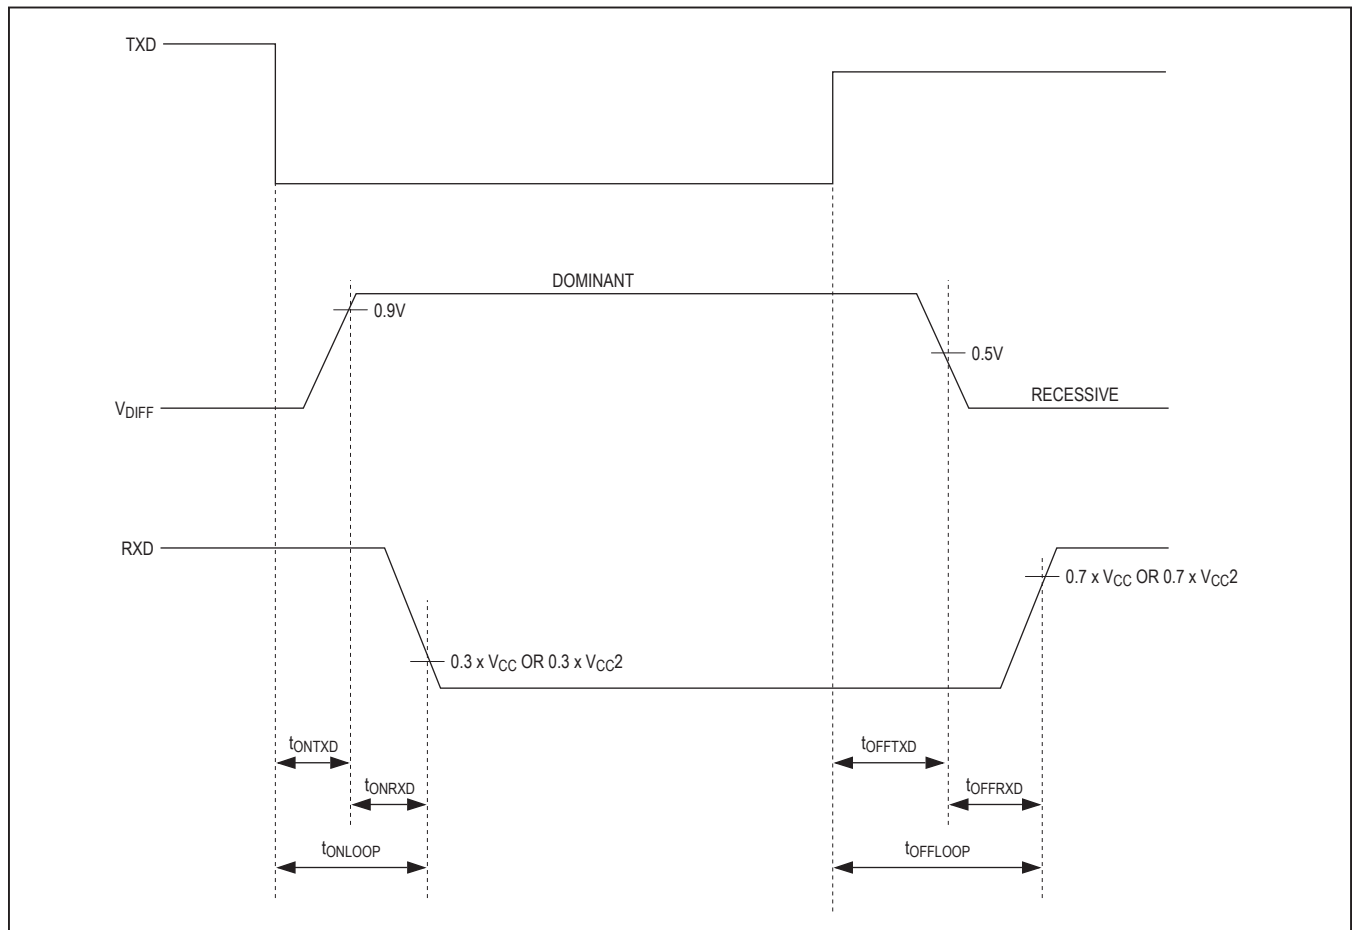 TXD
DOMINANT
0.9V
0.5V
VDIFF
RECESSIVE
RXD
0.7 x VCC OR 0.7 x VCC2
0.3 x VCC OR 0.3 x VCC2
tONTXD
tOFFTXD
tONRXD
tOFFRXD
tONLOOP
tOFFLOOP